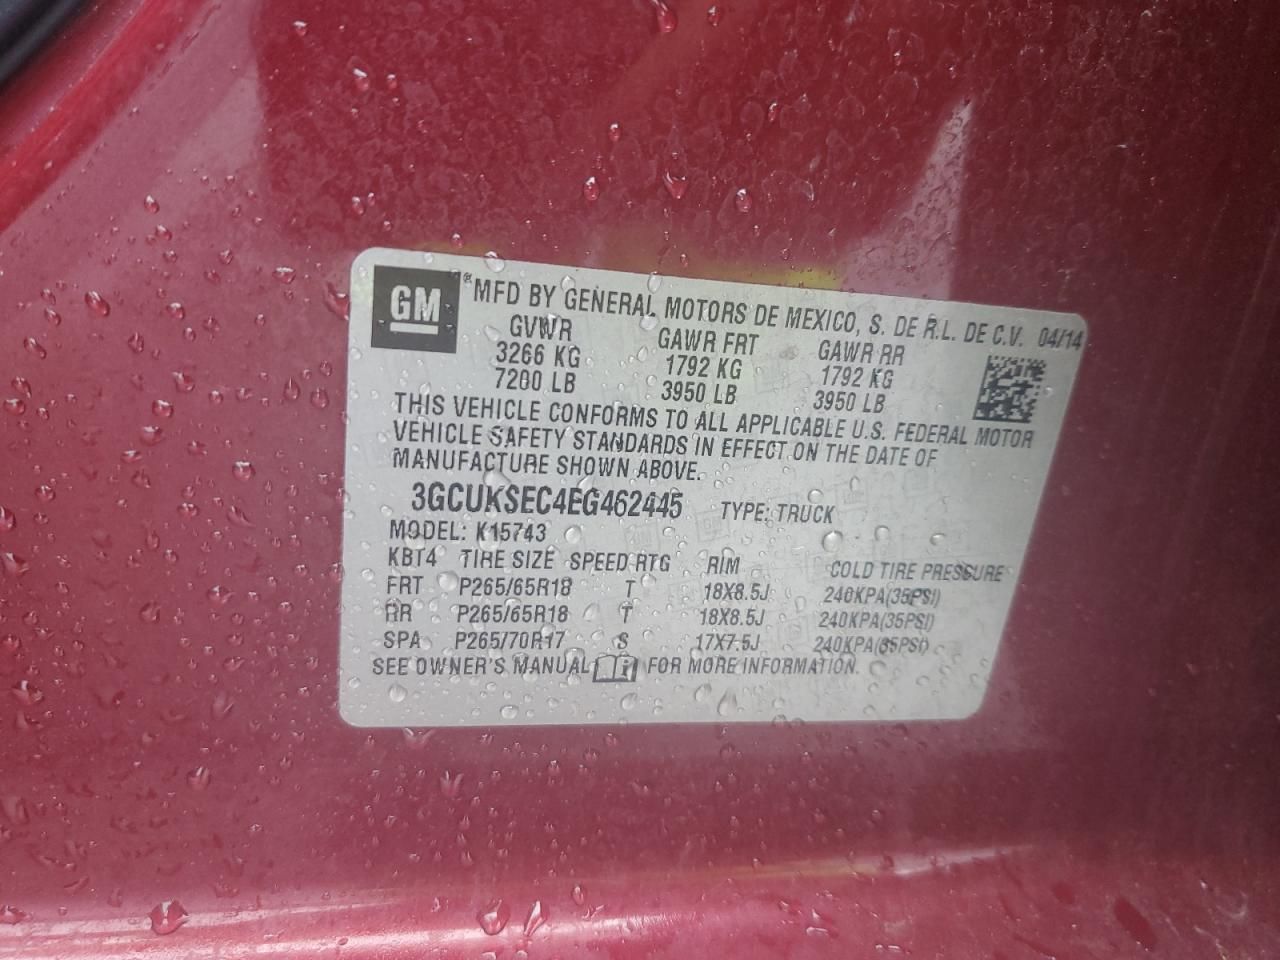 GM ® MFD BY GENERAL MOTORS DE MEXICO, S. DE R.L. DE C.V. 04/14
GVWR GAWR FRT GAWR RR
3266 KG 1792 KG 1792 KG
7200 LB 3950 LB 3950 LB
THIS VEHICLE CONFORMS TO ALL APPLICABLE U.S. FEDERAL MOTOR
VEHICLE SAFETY STANDARDS IN EFFECT ON THE DATE OF
MANUFACTURE SHOWN ABOVE.
3GCUKSEC4EG462445 TYPE: TRUCK
MODEL: K15743
KBT4 TIRE SIZE SPEED RTG RIM COLD TIRE PRESSURE
FRT P265/65R18 T 18X8.5J 240KPA(35PSI)
RR P265/65R18 T 18X8.5J 240KPA(35PSI)
SPA P265/70R17 S 17X7.5J 240KPA(35PSI)
SEE OWNER'S MANUAL FOR MORE INFORMATION.